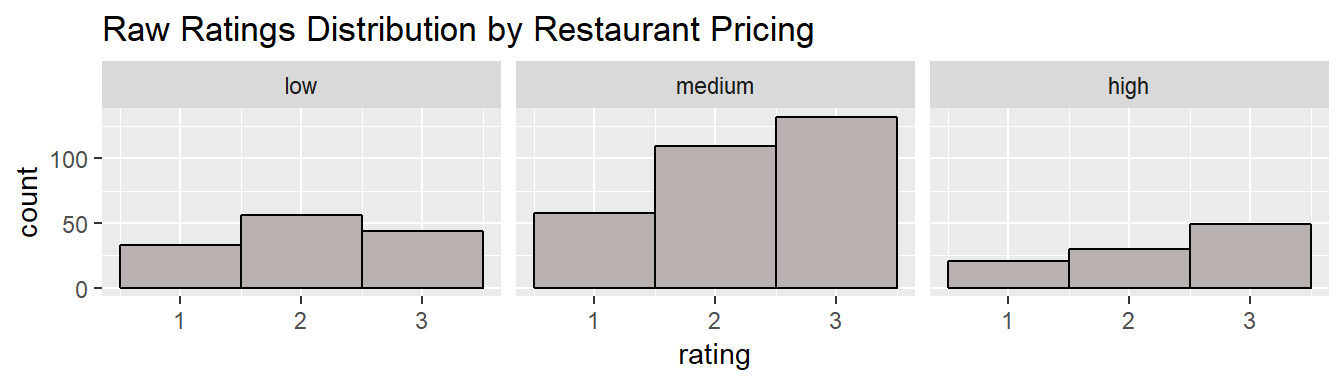 Raw Ratings Distribution by Restaurant Pricing
low medium high
100
50
0
count
1 2 3 1 2 3 1 2 3
rating